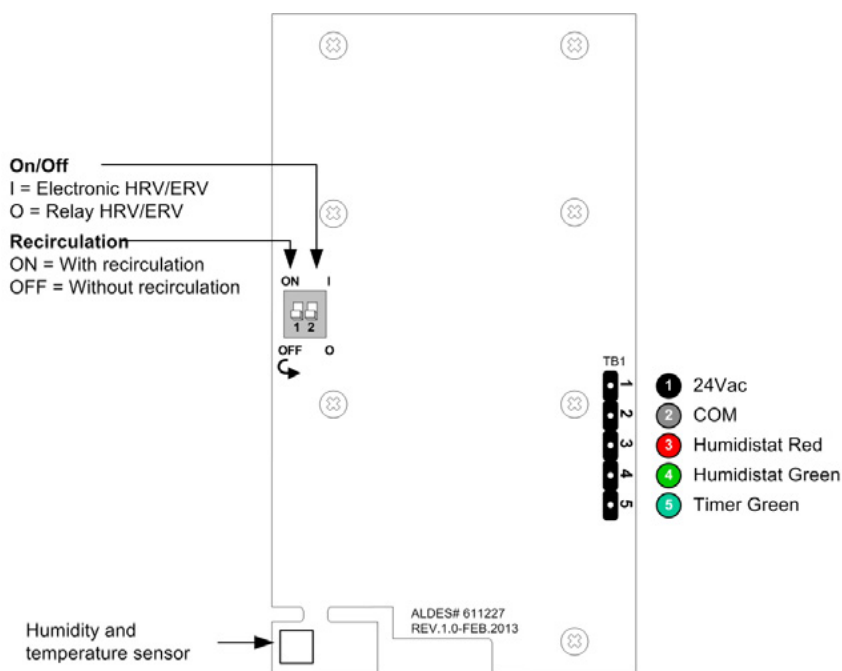 On/Off
I = Electronic HRV/ERV
O = Relay HRV/ERV
Recirculation
ON = With recirculation
OFF = Without recirculation
ON I
1 2
OFF O
TB1
1 1 24Vac
2 2 COM
3 3 Humidistat Red
4 4 Humidistat Green
5 5 Timer Green
ALDES# 611227
REV.1.0-FEB.2013
Humidity and
temperature sensor